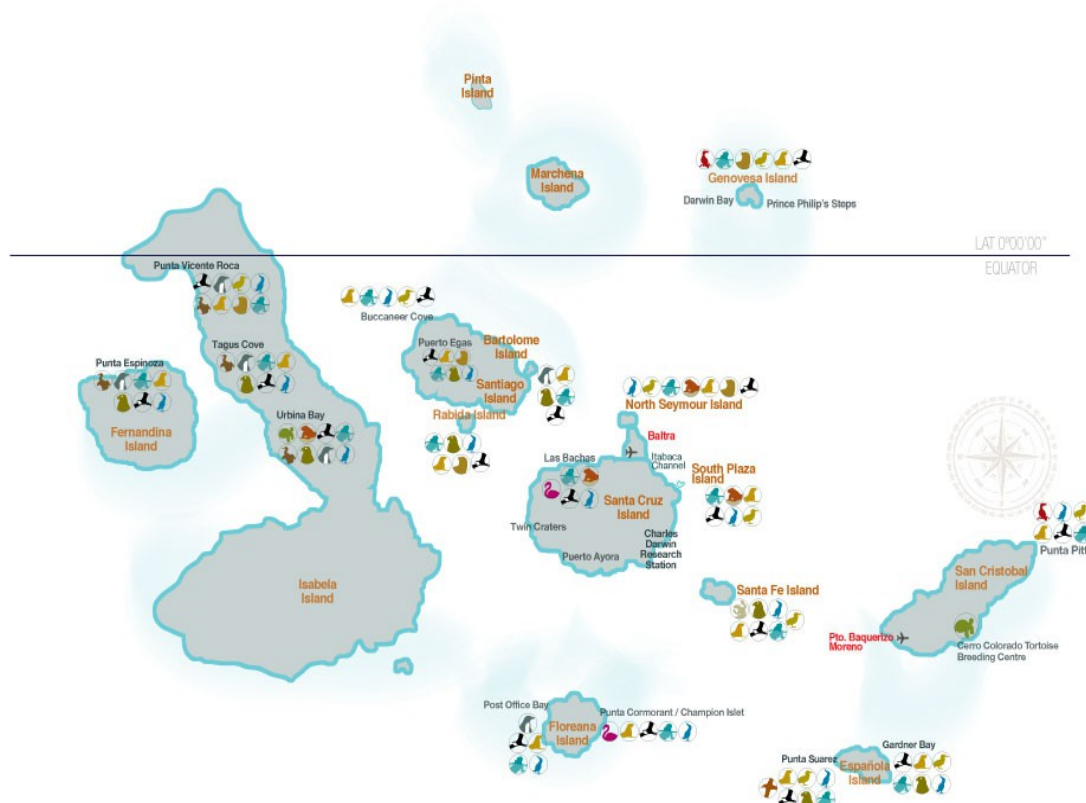 Pinta
Island
Marchena
Island
Genovesa Island
Darwin Bay
Prince Philip's Steps
LAT 0º00'00"
EQUATOR
Punta Vicente Roca
Buccaneer Cove
Tagus Cove
Puerto Egas
Bartolome
Island
Punta Espinoza
Santiago
Island
North Seymour Island
Urbina Bay
Rabida Island
Fernandina
Island
Baltra
Itabaca
Channel
Las Bachas
South Plaza
Island
Santa Cruz
Island
Twin Craters
Charles
Darwin
Research
Station
Puerto Ayora
Punta Pitt
San Cristobal
Island
Isabela
Island
Santa Fe Island
Pto. Baquerizo
Moreno
Cerro Colorado Tortoise
Breeding Centre
Post Office Bay
Punta Cormorant / Champion Islet
Floreana
Island
Gardner Bay
Punta Suarez
Española
Island